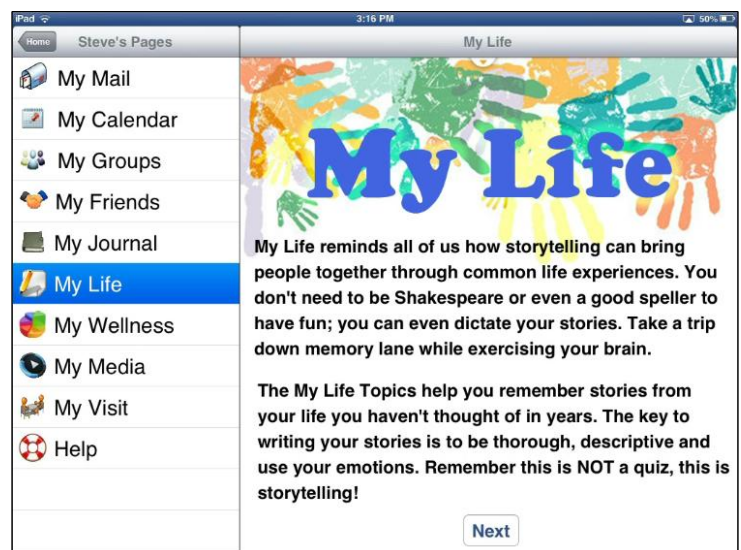 iPad 3:16 PM 50%
Home Steve's Pages My Life
My Mail
My Calendar
My Groups
My Friends
My Journal
My Life
My Wellness
My Media
My Visit
Help
My Life
My Life reminds all of us how storytelling can bring
people together through common life experiences. You
don't need to be Shakespeare or even a good speller to
have fun; you can even dictate your stories. Take a trip
down memory lane while exercising your brain.
The My Life Topics help you remember stories from
your life you haven't thought of in years. The key to
writing your stories is to be thorough, descriptive and
use your emotions. Remember this is NOT a quiz, this is
storytelling!
Next